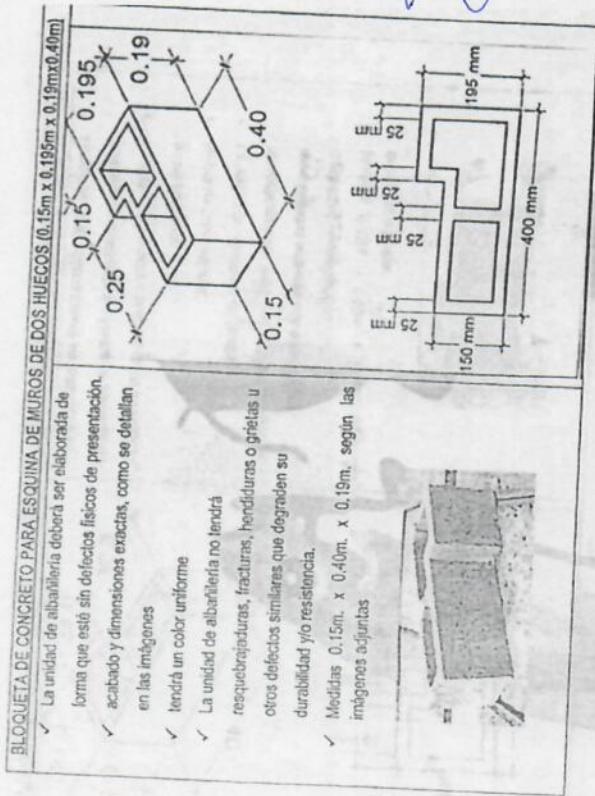 BLOQUETA DE CONCRETO PARA ESQUINA DE MUROS DE DOS HUECOS (0.15m x 0.195m x 0.19mx0.40m)
✓ La unidad de albañilería deberá ser elaborada de
forma que esté sin defectos físicos de presentación.
✓ acabado y dimensiones exactas, como se detallan
en las imágenes
✓ tendrá un color uniforme
✓ La unidad de albañilería no tendrá
resquebrajaduras, fracturas, hendiduras o grietas u
otros defectos similares que degraden su
durabilidad y/o resistencia.
✓ Medidas 0.15m. x 0.40m. x 0.19m. según las
imágenes adjuntas
0.15
0.195
0.25
0.19
0.15
0.40
25 mm
25 mm
25 mm
25 mm
150 mm
195 mm
400 mm